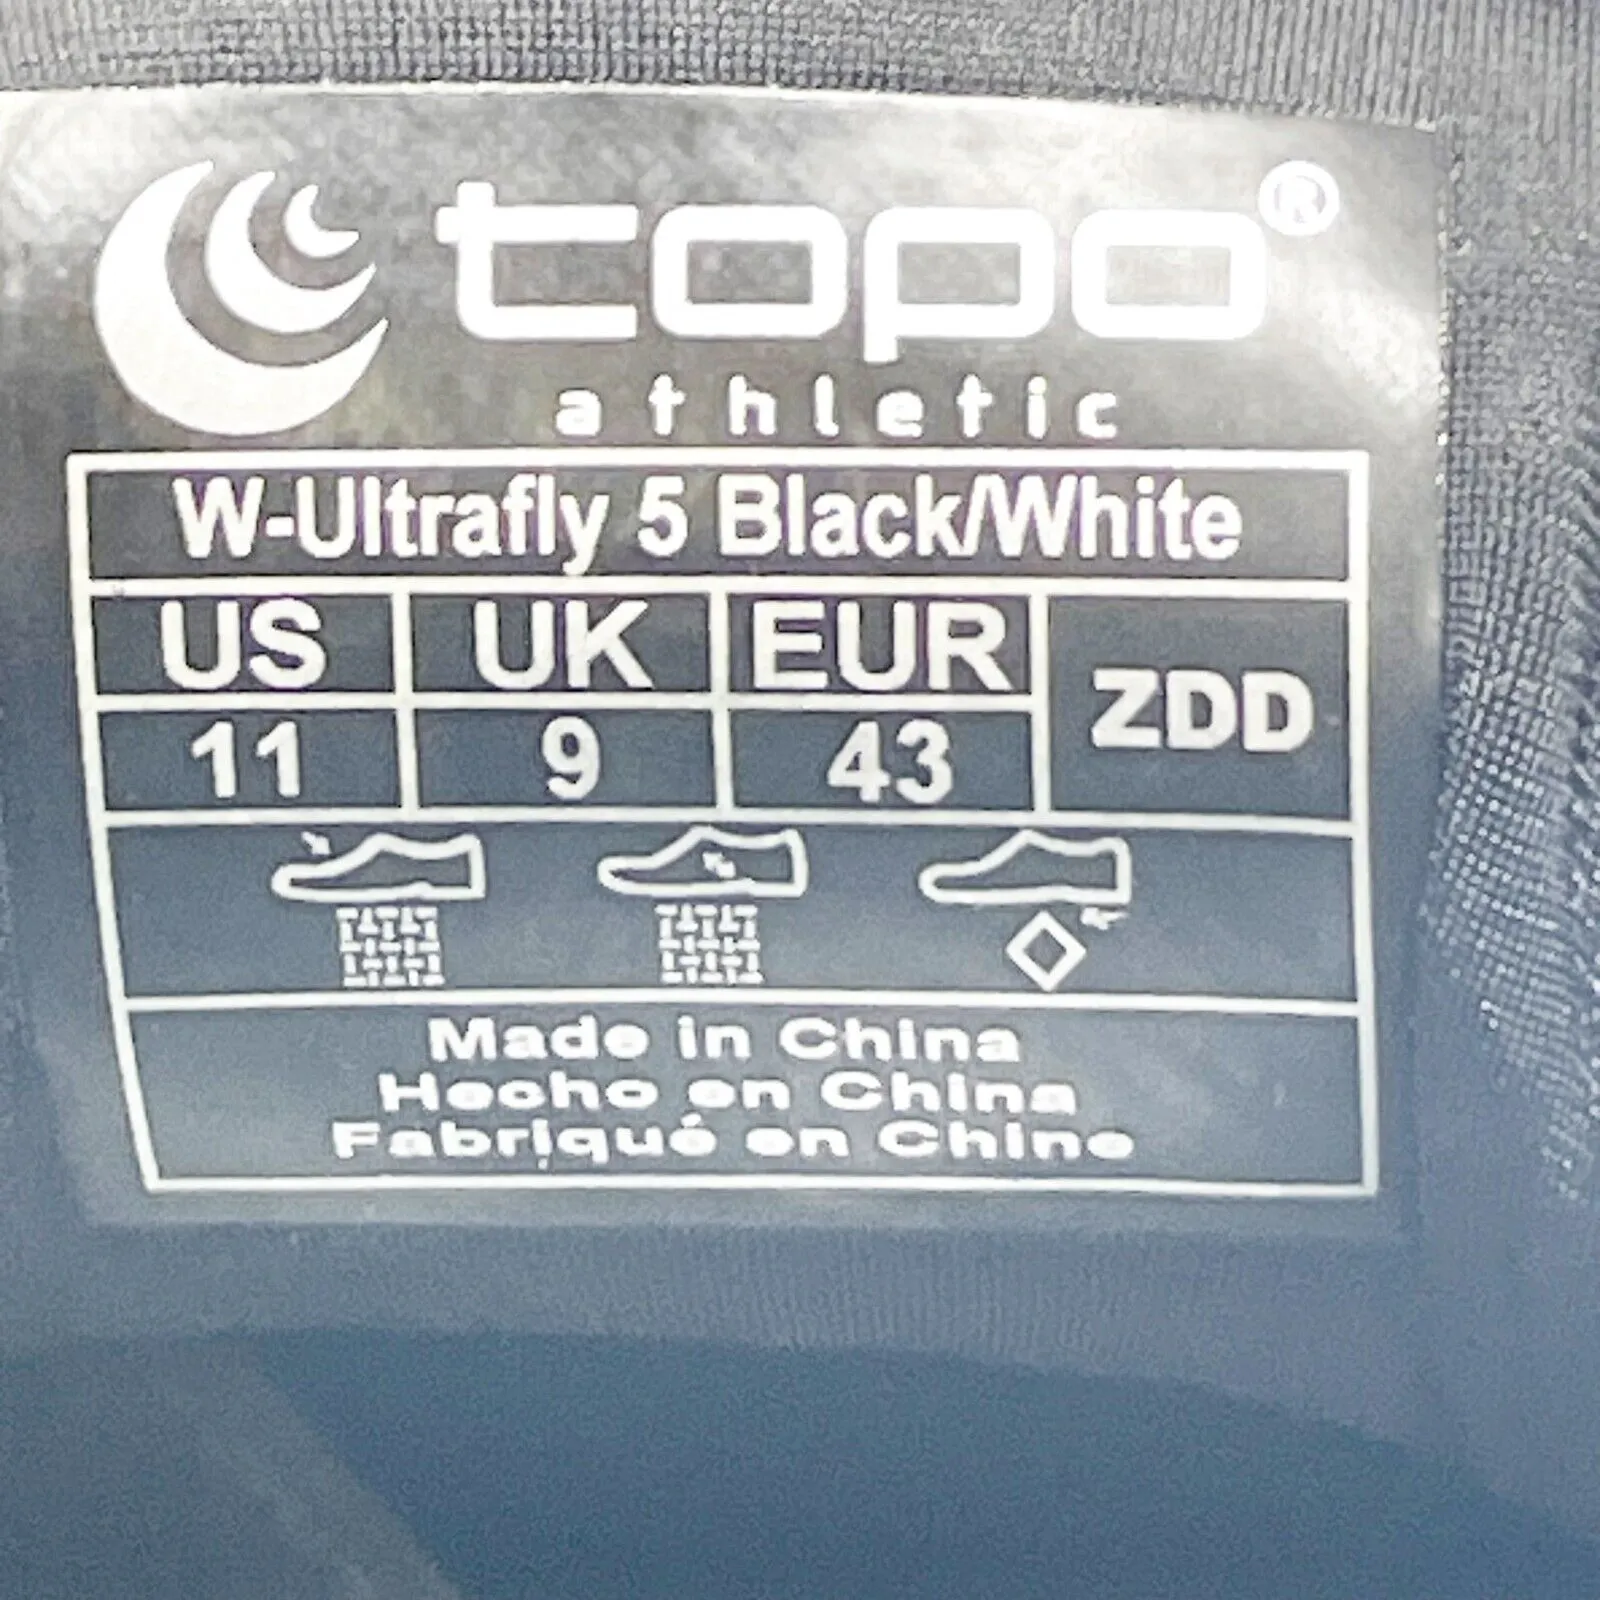 topo®
athletic
W-Ultrafly 5 Black/White
US UK EUR ZDD
11 9 43
Made in China
Hecho en China
Fabriqué en Chine